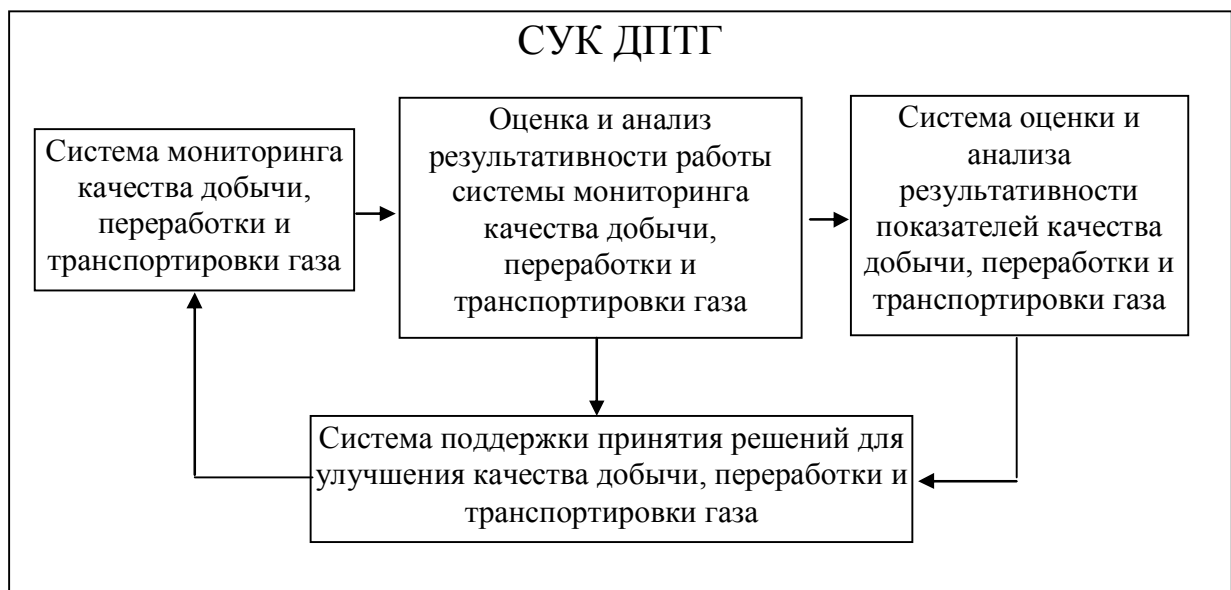 СУК ДПТГ
Система мониторинга
качества добычи,
переработки и
транспортировки газа
Оценка и анализ
результативности работы
системы мониторинга
качества добычи,
переработки и
транспортировки газа
Система оценки и
анализа
результативности
показателей качества
добычи, переработки и
транспортировки газа
Система поддержки принятия решений для
улучшения качества добычи, переработки и
транспортировки газа